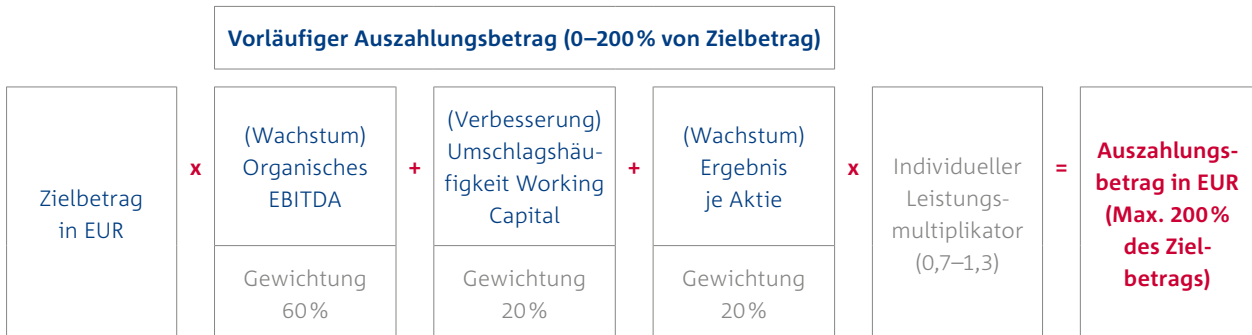 Vorläufiger Auszahlungsbetrag (0–200% von Zielbetrag)
Zielbetrag
in EUR
x
(Wachstum)
Organisches
EBITDA
Gewichtung
60%
+
(Verbesserung)
Umschlagshäu-
figkeit Working
Capital
Gewichtung
20%
+
(Wachstum)
Ergebnis
je Aktie
Gewichtung
20%
x
Individueller
Leistungs-
multiplikator
(0,7–1,3)
=
Auszahlungs-
betrag in EUR
(Max. 200%
des Ziel-
betrags)